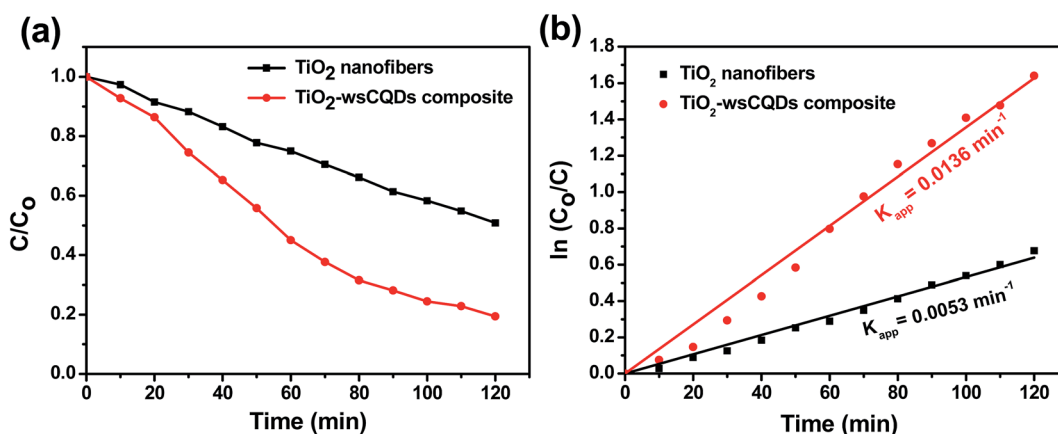 (a)
TiO2 nanofibers
TiO2-wsCQDs composite
1.0
0.8
0.6
0.4
0.2
0.0
C/Co
0 20 40 60 80 100 120
Time (min)
(b)
TiO2 nanofibers
TiO2-wsCQDs composite
1.8
1.6
1.4
1.2
1.0
0.8
0.6
0.4
0.2
0.0
ln (Co/C)
Kapp = 0.0136 min-1
Kapp = 0.0053 min-1
0 20 40 60 80 100 120
Time (min)